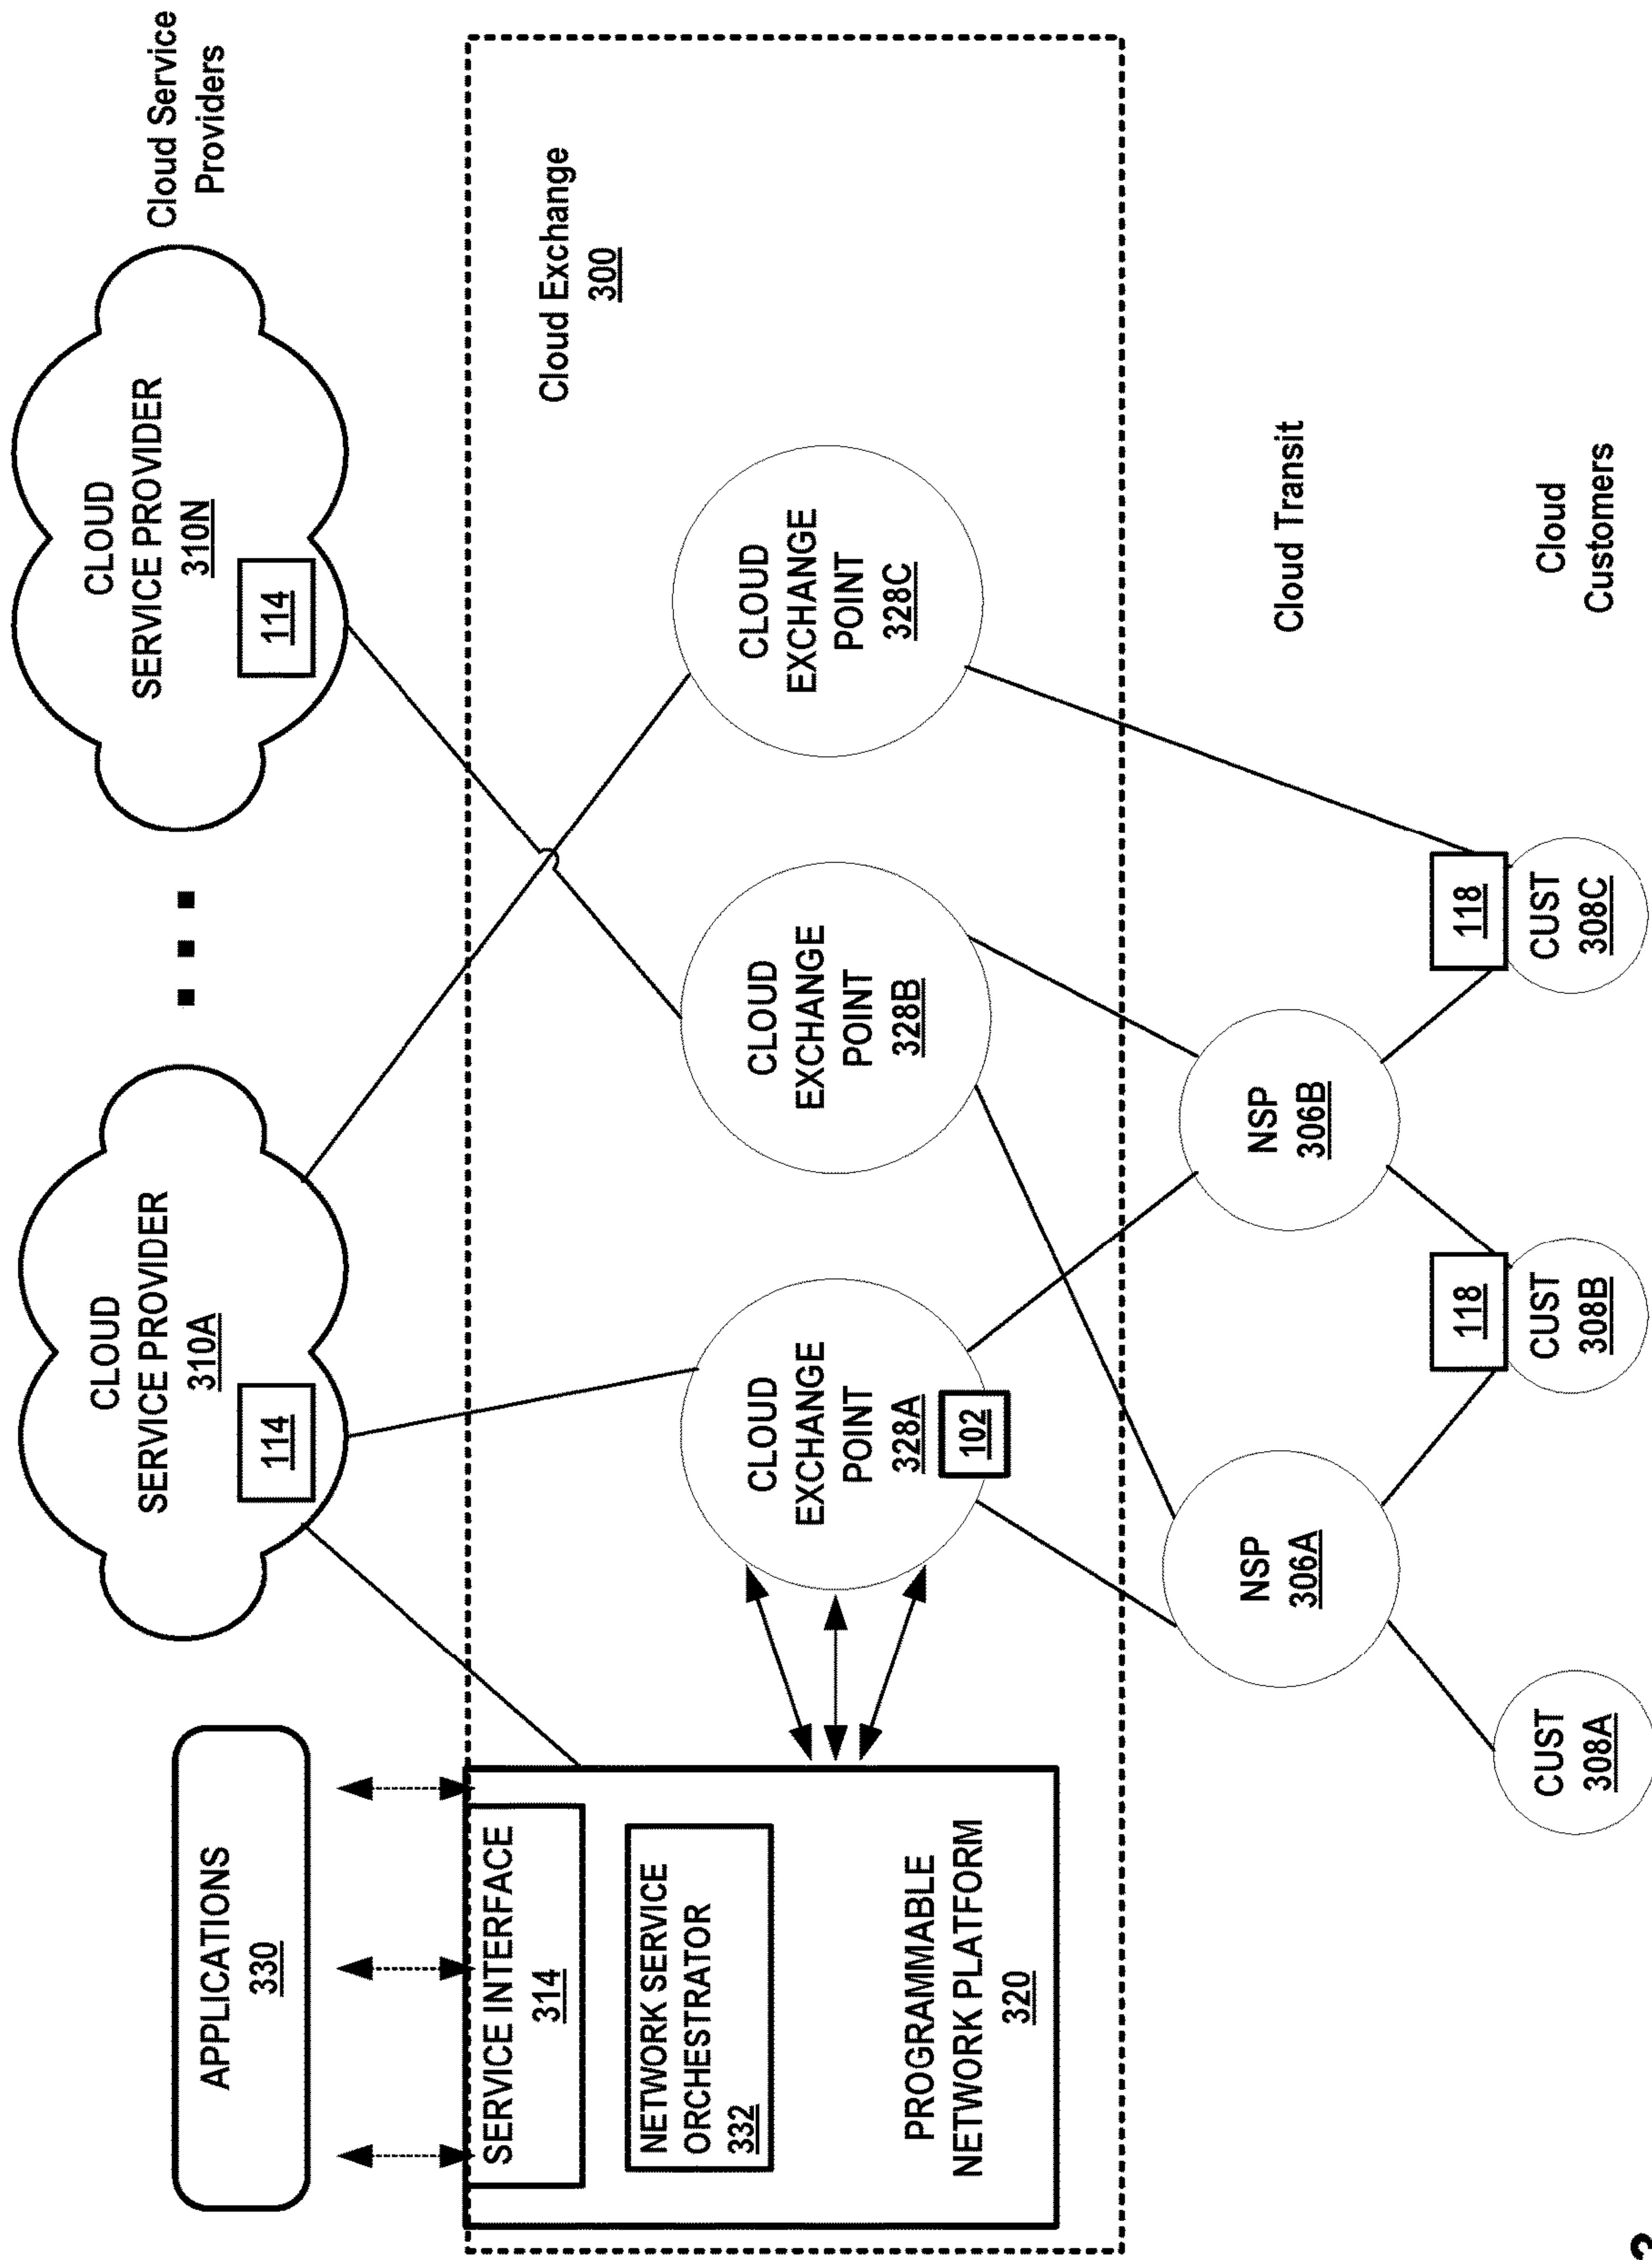 APPLICATIONS
330
CLOUD
SERVICE PROVIDER
310A
114
CLOUD
SERVICE PROVIDER
310N
114
Cloud Service
Providers
SERVICE INTERFACE
314
NETWORK SERVICE
ORCHESTRATOR
332
PROGRAMMABLE
NETWORK PLATFORM
320
CLOUD
EXCHANGE
POINT
328A
102
CLOUD
EXCHANGE
POINT
328B
CLOUD
EXCHANGE
POINT
328C
Cloud Exchange
300
NSP
306A
NSP
306B
Cloud Transit
CUST
308A
118
CUST
308B
118
CUST
308C
Cloud
Customers